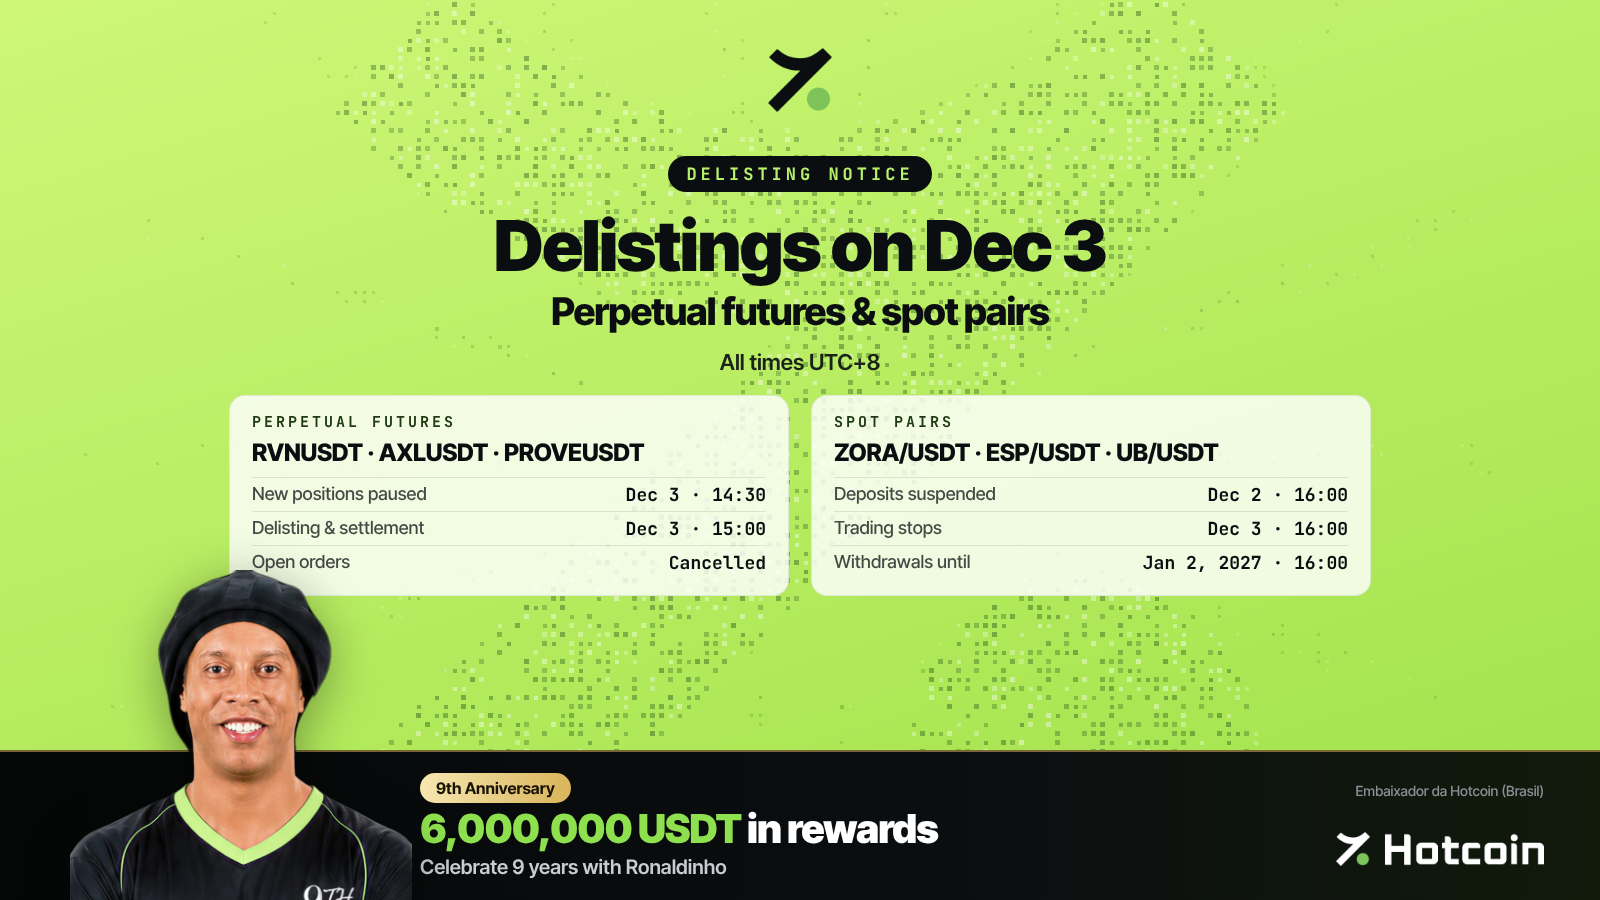 DELISTING NOTICE
Delistings on Dec 3
Perpetual futures & spot pairs
All times UTC+8
PERPETUAL FUTURES
RVNUSDT · AXLUSDT · PROVEUSDT
New positions paused Dec 3 · 14:30
Delisting & settlement Dec 3 · 15:00
Open orders Cancelled
SPOT PAIRS
ZORA/USDT · ESP/USDT · UB/USDT
Deposits suspended Dec 2 · 16:00
Trading stops Dec 3 · 16:00
Withdrawals until Jan 2, 2027 · 16:00
9th Anniversary
6,000,000 USDT in rewards
Celebrate 9 years with Ronaldinho
9TH
Embaixador da Hotcoin (Brasil)
Hotcoin